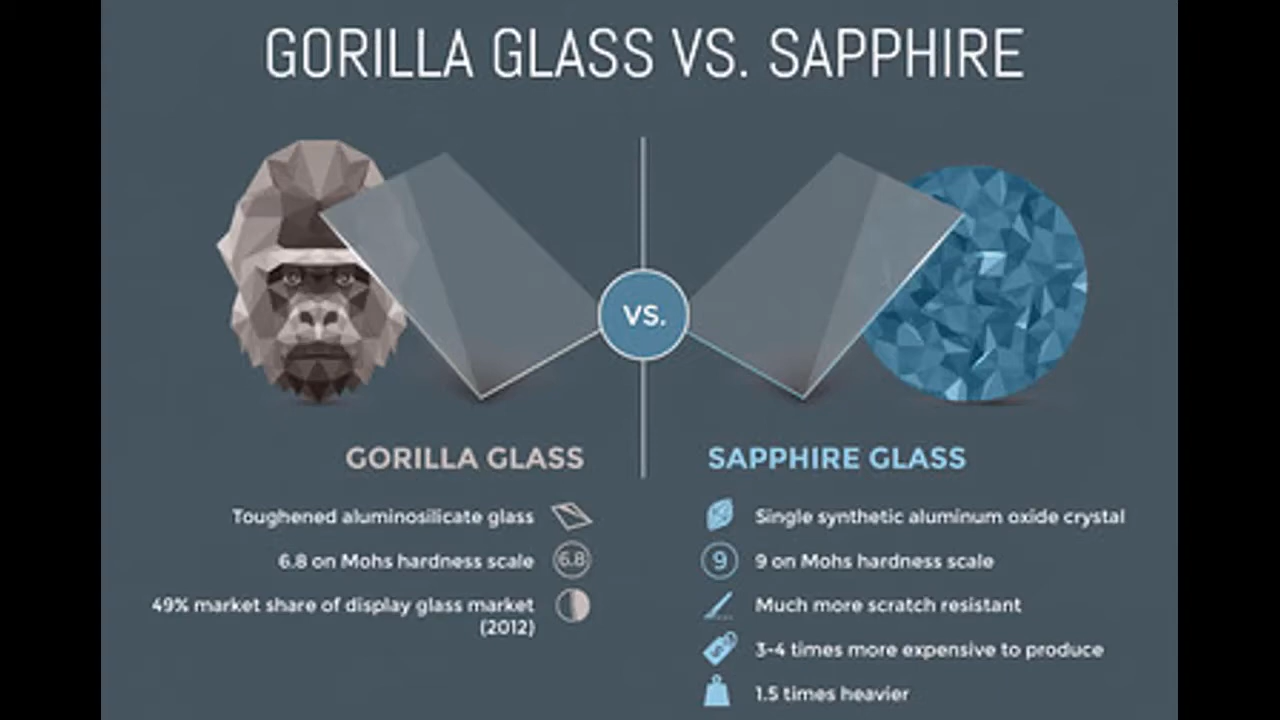 GORILLA GLASS VS. SAPPHIRE
VS.
GORILLA GLASS
Toughened aluminosilicate glass
6.8 on Mohs hardness scale
6.8
49% market share of display glass market
(2012)
SAPPHIRE GLASS
Single synthetic aluminum oxide crystal
9
9 on Mohs hardness scale
Much more scratch resistant
$
3-4 times more expensive to produce
1.5 times heavier